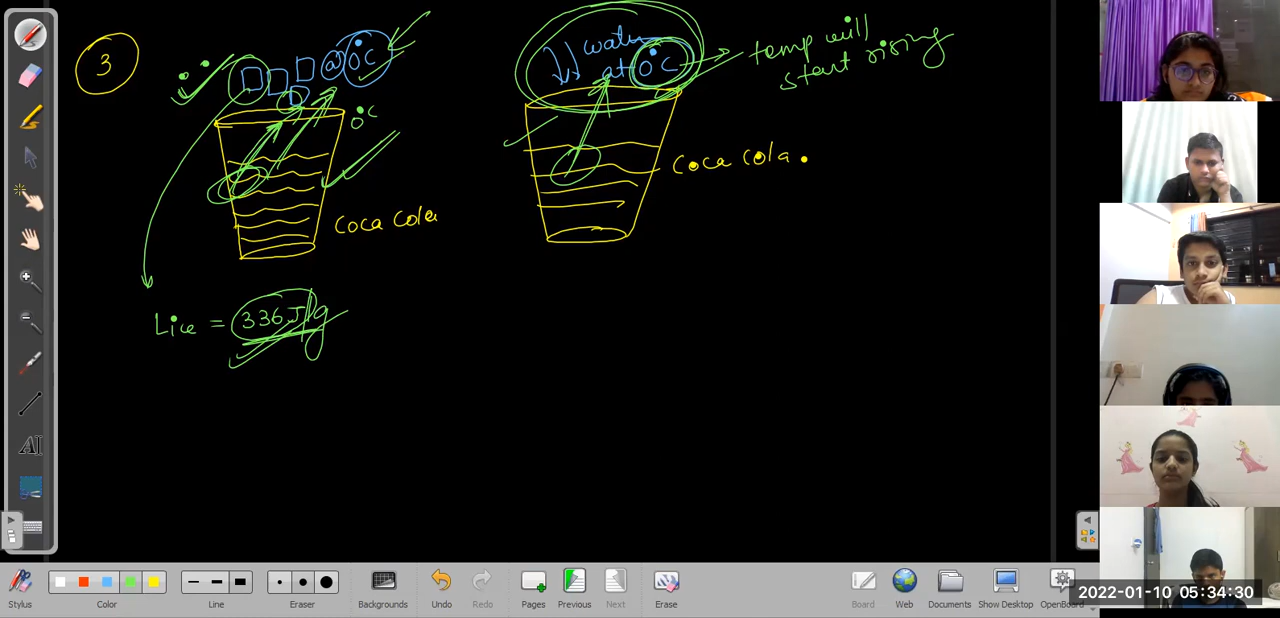 3
@ 0°C
0°C
Coca Cola
L ice = 336 J/g
water
at 0°C
temp will
start rising
Coca Cola.
Stylus
Color
Line
Eraser
Backgrounds
Undo
Redo
Pages
Previous
Next
Erase
Board
Web
Documents
Show Desktop
OpenBoard
2022-01-10 05:34:30